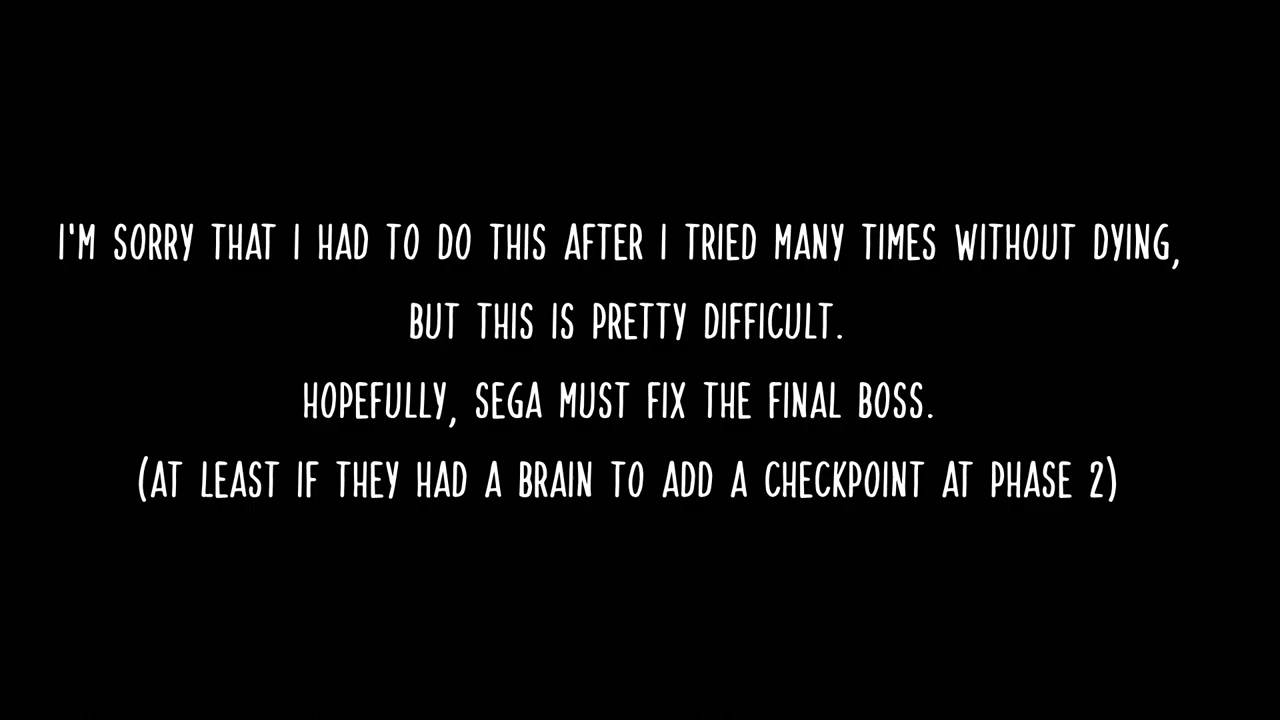 I'M SORRY THAT I HAD TO DO THIS AFTER I TRIED MANY TIMES WITHOUT DYING,
BUT THIS IS PRETTY DIFFICULT.
HOPEFULLY, SEGA MUST FIX THE FINAL BOSS.
(AT LEAST IF THEY HAD A BRAIN TO ADD A CHECKPOINT AT PHASE 2)